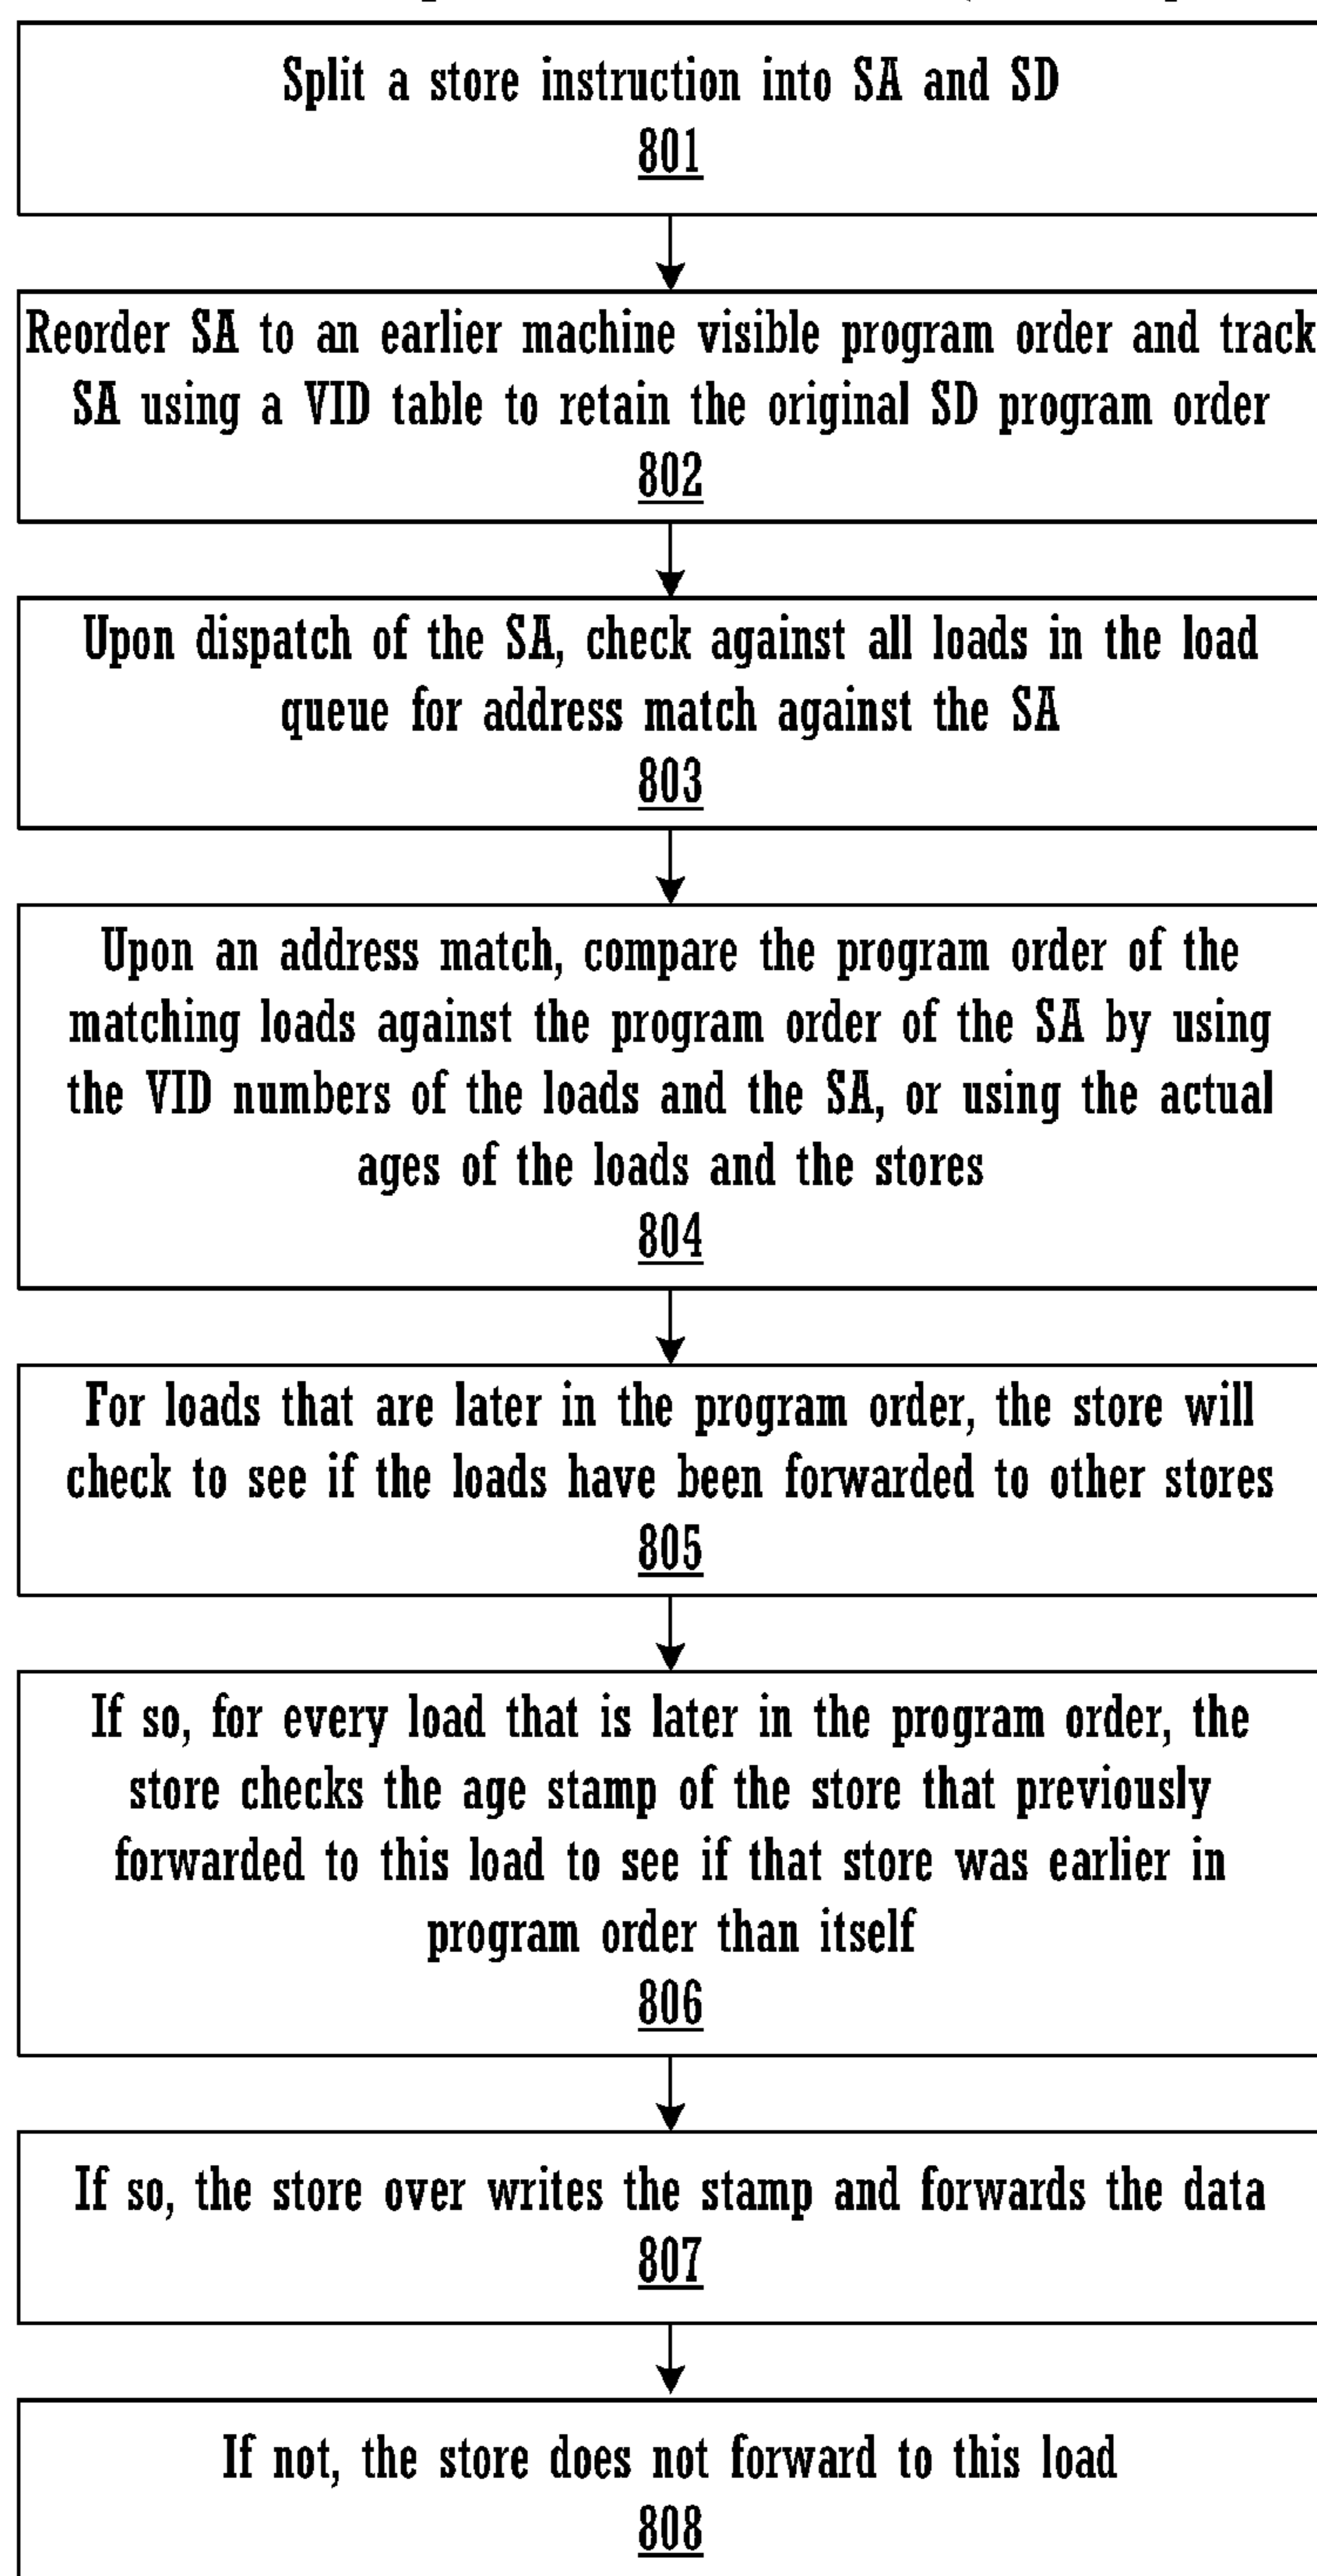 Split a store instruction into SA and SD
801
Reorder SA to an earlier machine visible program order and track
SA using a VID table to retain the original SD program order
802
Upon dispatch of the SA, check against all loads in the load
queue for address match against the SA
803
Upon an address match, compare the program order of the
matching loads against the program order of the SA by using
the VID numbers of the loads and the SA, or using the actual
ages of the loads and the stores
804
For loads that are later in the program order, the store will
check to see if the loads have been forwarded to other stores
805
If so, for every load that is later in the program order, the
store checks the age stamp of the store that previously
forwarded to this load to see if that store was earlier in
program order than itself
806
If so, the store over writes the stamp and forwards the data
807
If not, the store does not forward to this load
808